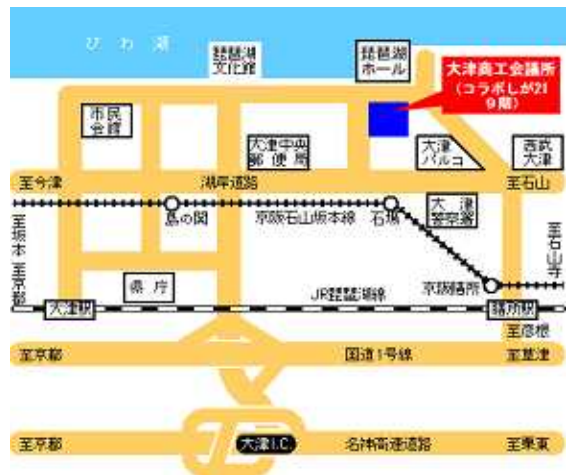 びわ湖
琵琶湖
文化館
琵琶湖
ホール
大津商工会議所
(コラボしが21
9階)
市民
会館
大津中央
郵便局
大津
パルコ
西武
大津
至今津
湖岸道路
至石山
島の関
京阪石山坂本線
石場
大津
警察署
至坂本
至京都
至石山寺
県庁
JR琵琶湖線
京阪膳所
大津駅
膳所駅
至彦根
至京都
国道1号線
至草津
至京都
大津I.C.
名神高速道路
至栗東